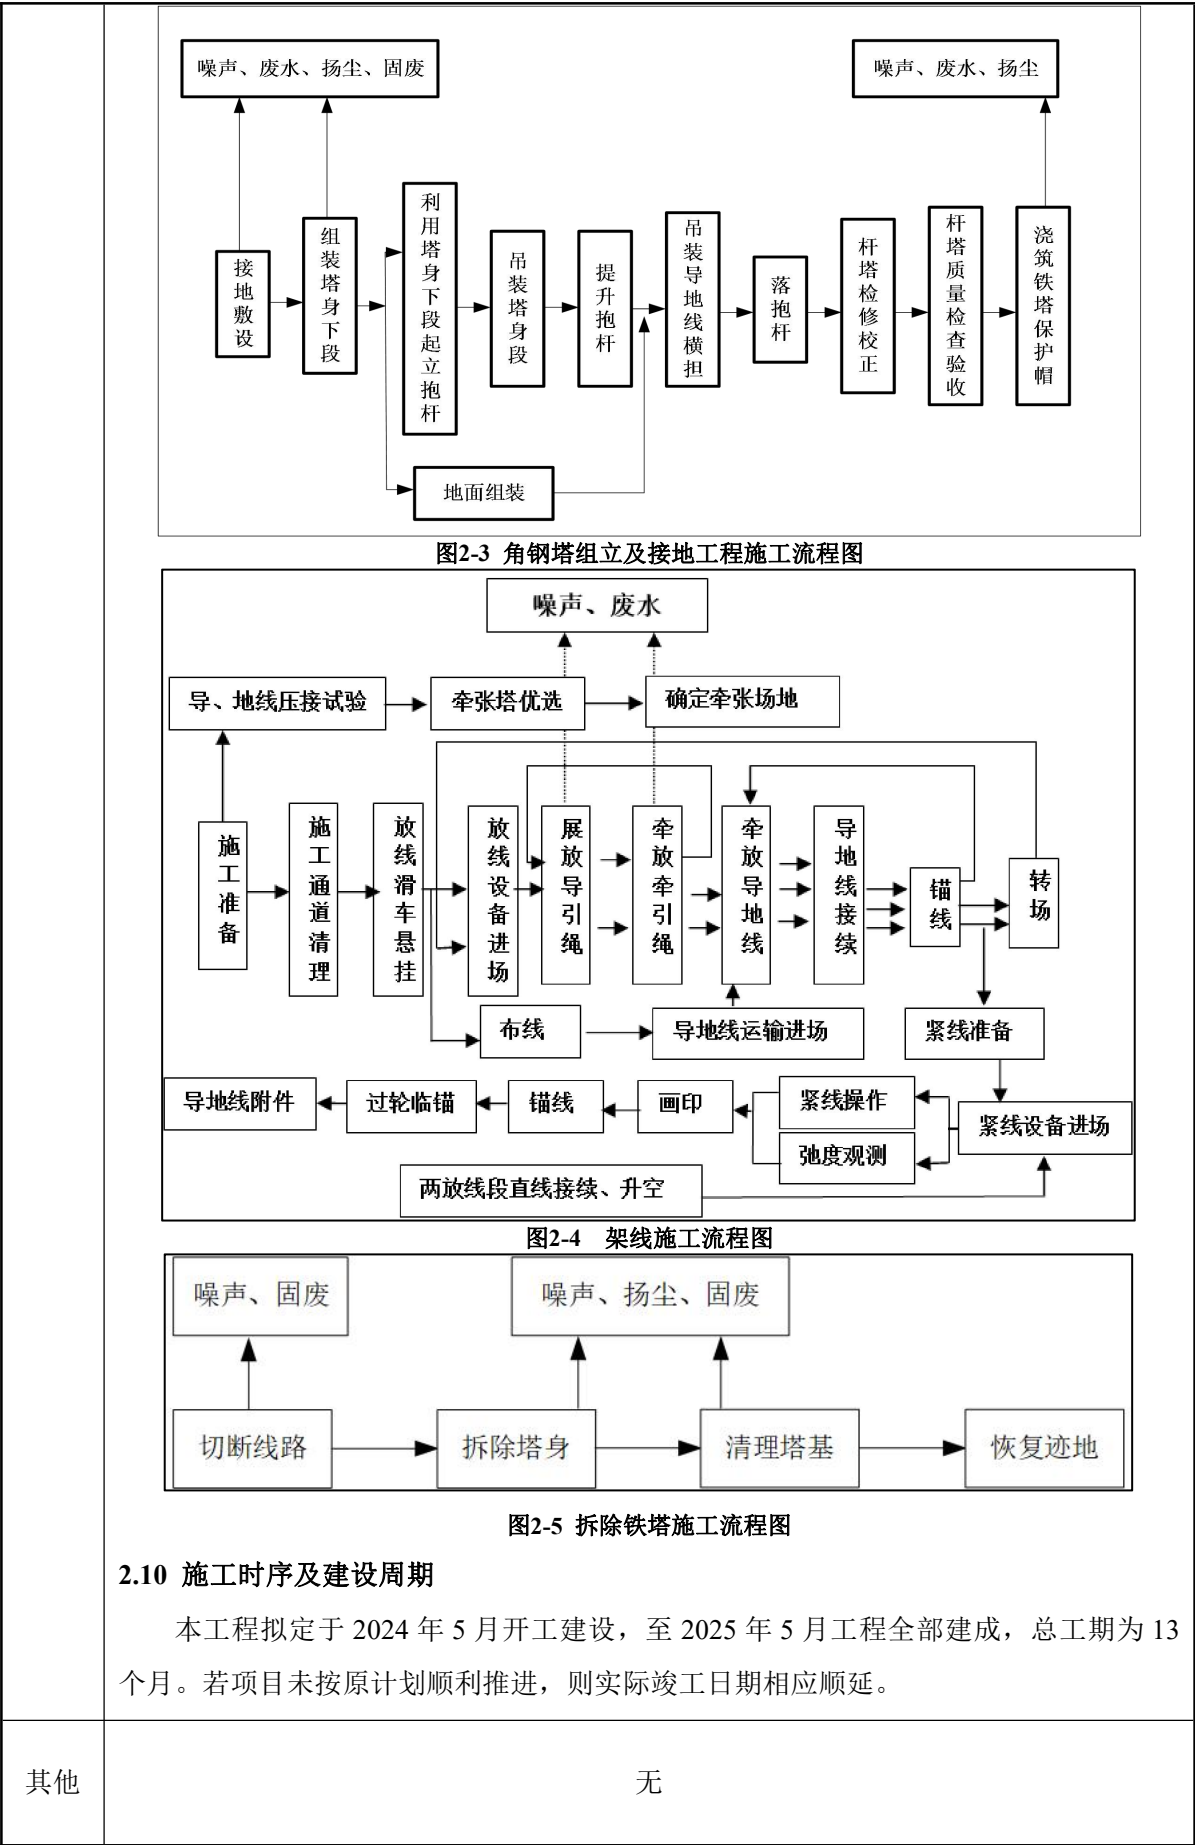 噪声、废水、扬尘、固废
噪声、废水、扬尘
接地敷设
组装塔身下段
利用塔身下段起立抱杆
吊装塔身段
提升抱杆
吊装导地线横担
落抱杆
杆塔检修校正
杆塔质量检查验收
浇筑铁塔保护帽
地面组装
图2-3 角钢塔组立及接地工程施工流程图
噪声、废水
导、地线压接试验
牵张塔优选
确定牵张场地
施工准备
施工通道清理
放线滑车悬挂
放线设备进场
展放导引绳
牵放牵引绳
牵放导地线
导地线接续
锚线
转场
布线
导地线运输进场
紧线准备
导地线附件
过轮临锚
锚线
画印
紧线操作
弛度观测
紧线设备进场
两放线段直线接续、升空
图2-4 架线施工流程图
噪声、固废
噪声、扬尘、固废
切断线路
拆除塔身
清理塔基
恢复迹地
图2-5 拆除铁塔施工流程图
2.10 施工时序及建设周期
本工程拟定于 2024 年 5 月开工建设，至 2025 年 5 月工程全部建成，总工期为 13
个月。若项目未按原计划顺利推进，则实际竣工日期相应顺延。
其他
无